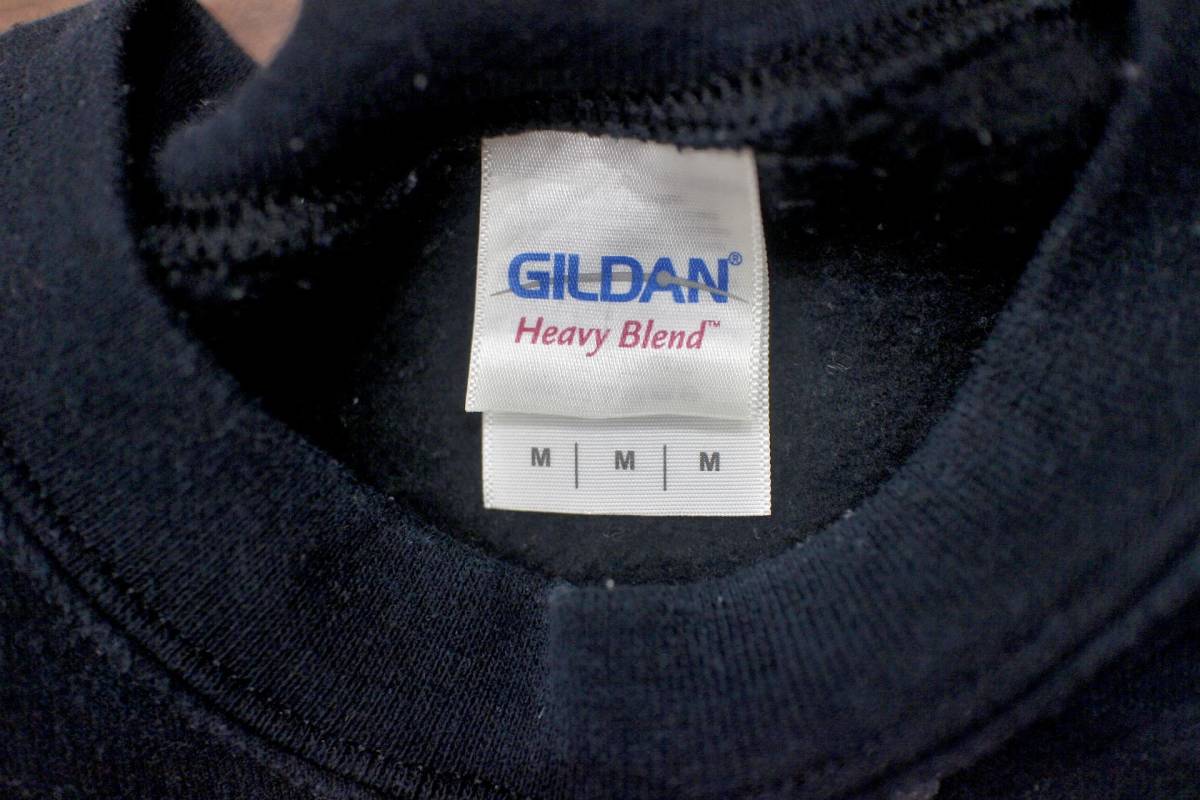 GILDAN®
Heavy Blend™
M | M | M